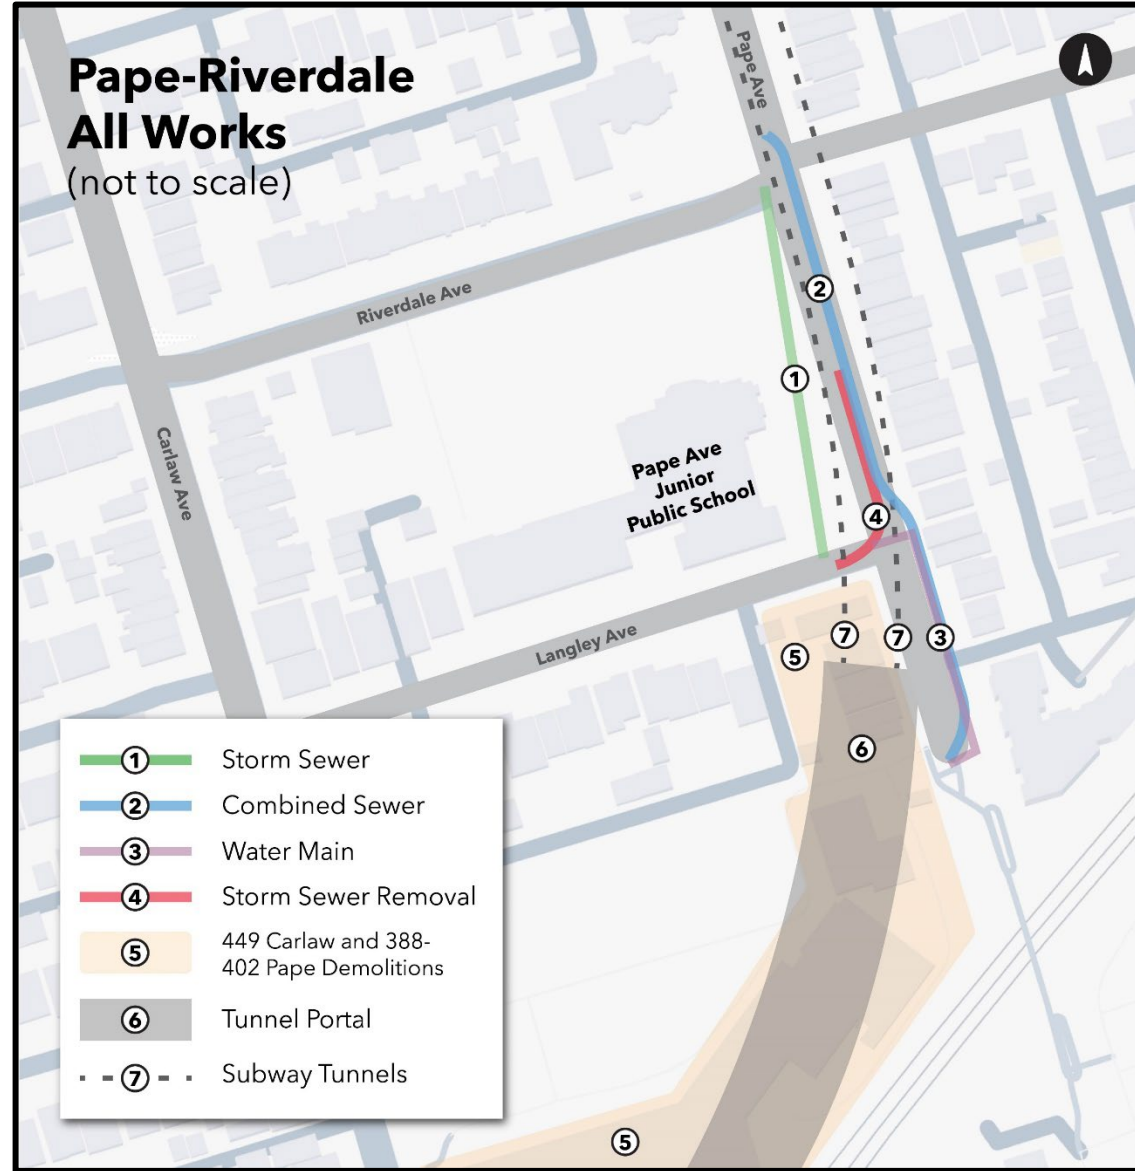 Pape-Riverdale
All Works
(not to scale)
Pape Ave
Riverdale Ave
2
1
Carlaw Ave
Pape Ave
Junior
Public School
4
Langley Ave
7
7
3
5
6
1 Storm Sewer
2 Combined Sewer
3 Water Main
4 Storm Sewer Removal
5 449 Carlaw and 388-
402 Pape Demolitions
6 Tunnel Portal
7 Subway Tunnels
5